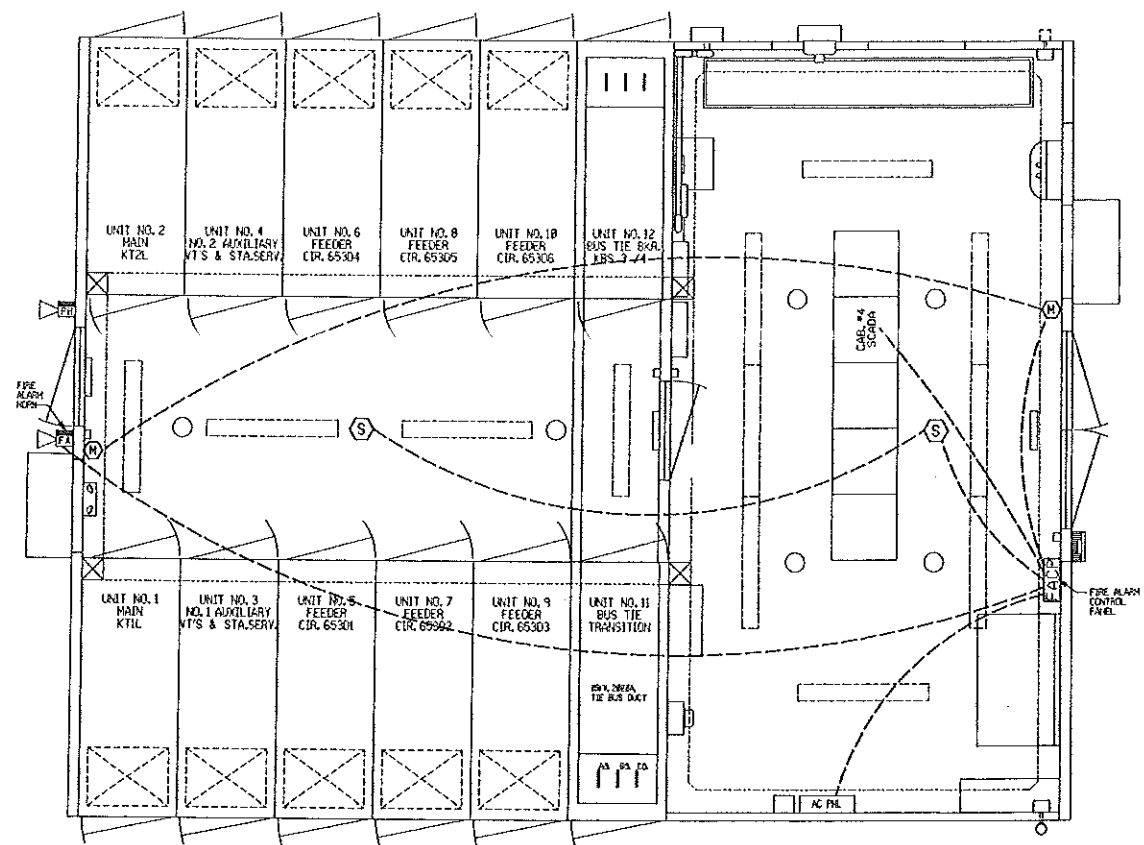 UNIT NO. 2
MAIN
KT2L
UNIT NO. 4
NO. 2 AUXILIARY
VT'S & STA.SERV.
UNIT NO. 6
FEEDER
CIR. 65304
UNIT NO. 8
FEEDER
CIR. 65305
UNIT NO. 10
FEEDER
CIR. 65306
UNIT NO. 12
BUS TIE BKR.
CAB. #4
SCADA
M
FH
FIRE
ALARM
HORN
FA
M
S
S
FACP
FIRE ALARM
CONTROL
PANEL
UNIT NO. 1
MAIN
KT1L
UNIT NO. 3
NO. 1 AUXILIARY
VT'S & STA.SERV.
UNIT NO. 5
FEEDER
CIR. 65301
UNIT NO. 7
FEEDER
CIR. 65302
UNIT NO. 9
FEEDER
CIR. 65303
UNIT NO. 11
BUS TIE
TRANSITION
TIE BUS DUCT
AC PNL